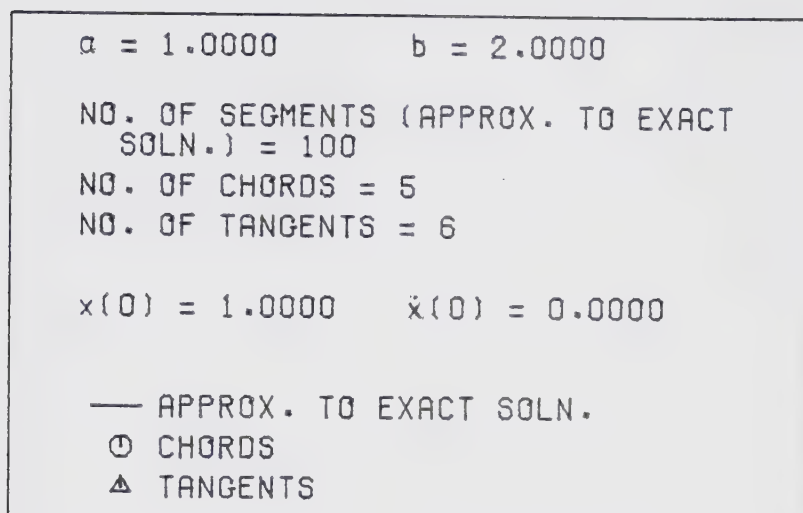 a = 1.0000 b = 2.0000
NO. OF SEGMENTS (APPROX. TO EXACT
SOLN.) = 100
NO. OF CHORDS = 5
NO. OF TANGENTS = 6
x(0) = 1.0000 ẋ(0) = 0.0000
— APPROX. TO EXACT SOLN.
CHORDS
TANGENTS